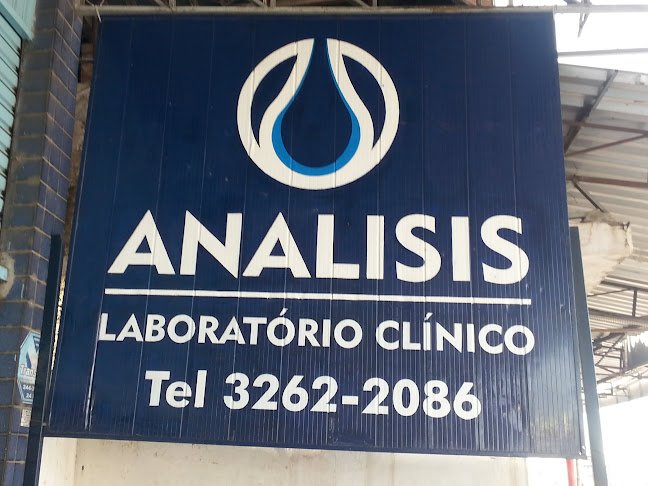 ANALISIS
LABORATÓRIO CLÍNICO
Tel 3262-2086